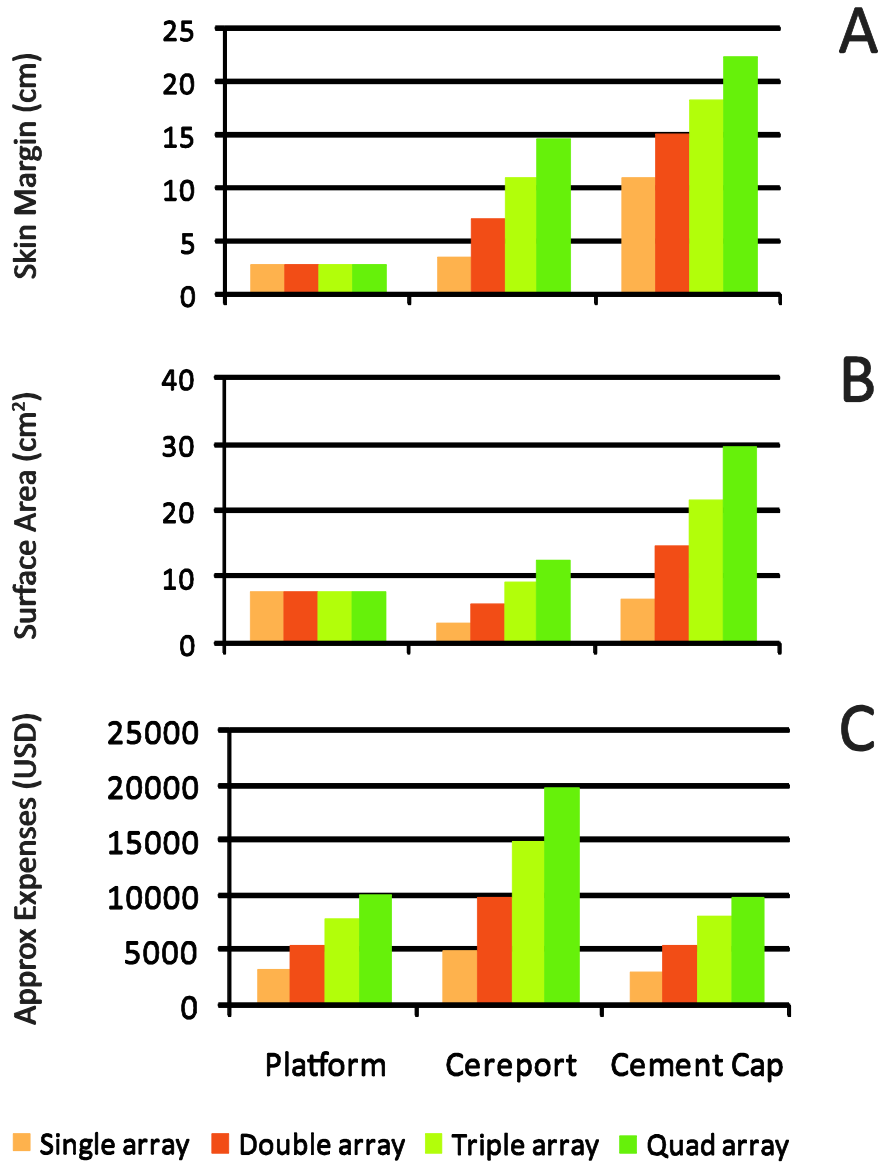 A
Skin Margin (cm)
25
20
15
10
5
0
B
Surface Area (cm²)
40
30
20
10
0
C
Approx Expenses (USD)
25000
20000
15000
10000
5000
0
Platform Cereport Cement Cap
Single array Double array Triple array Quad array